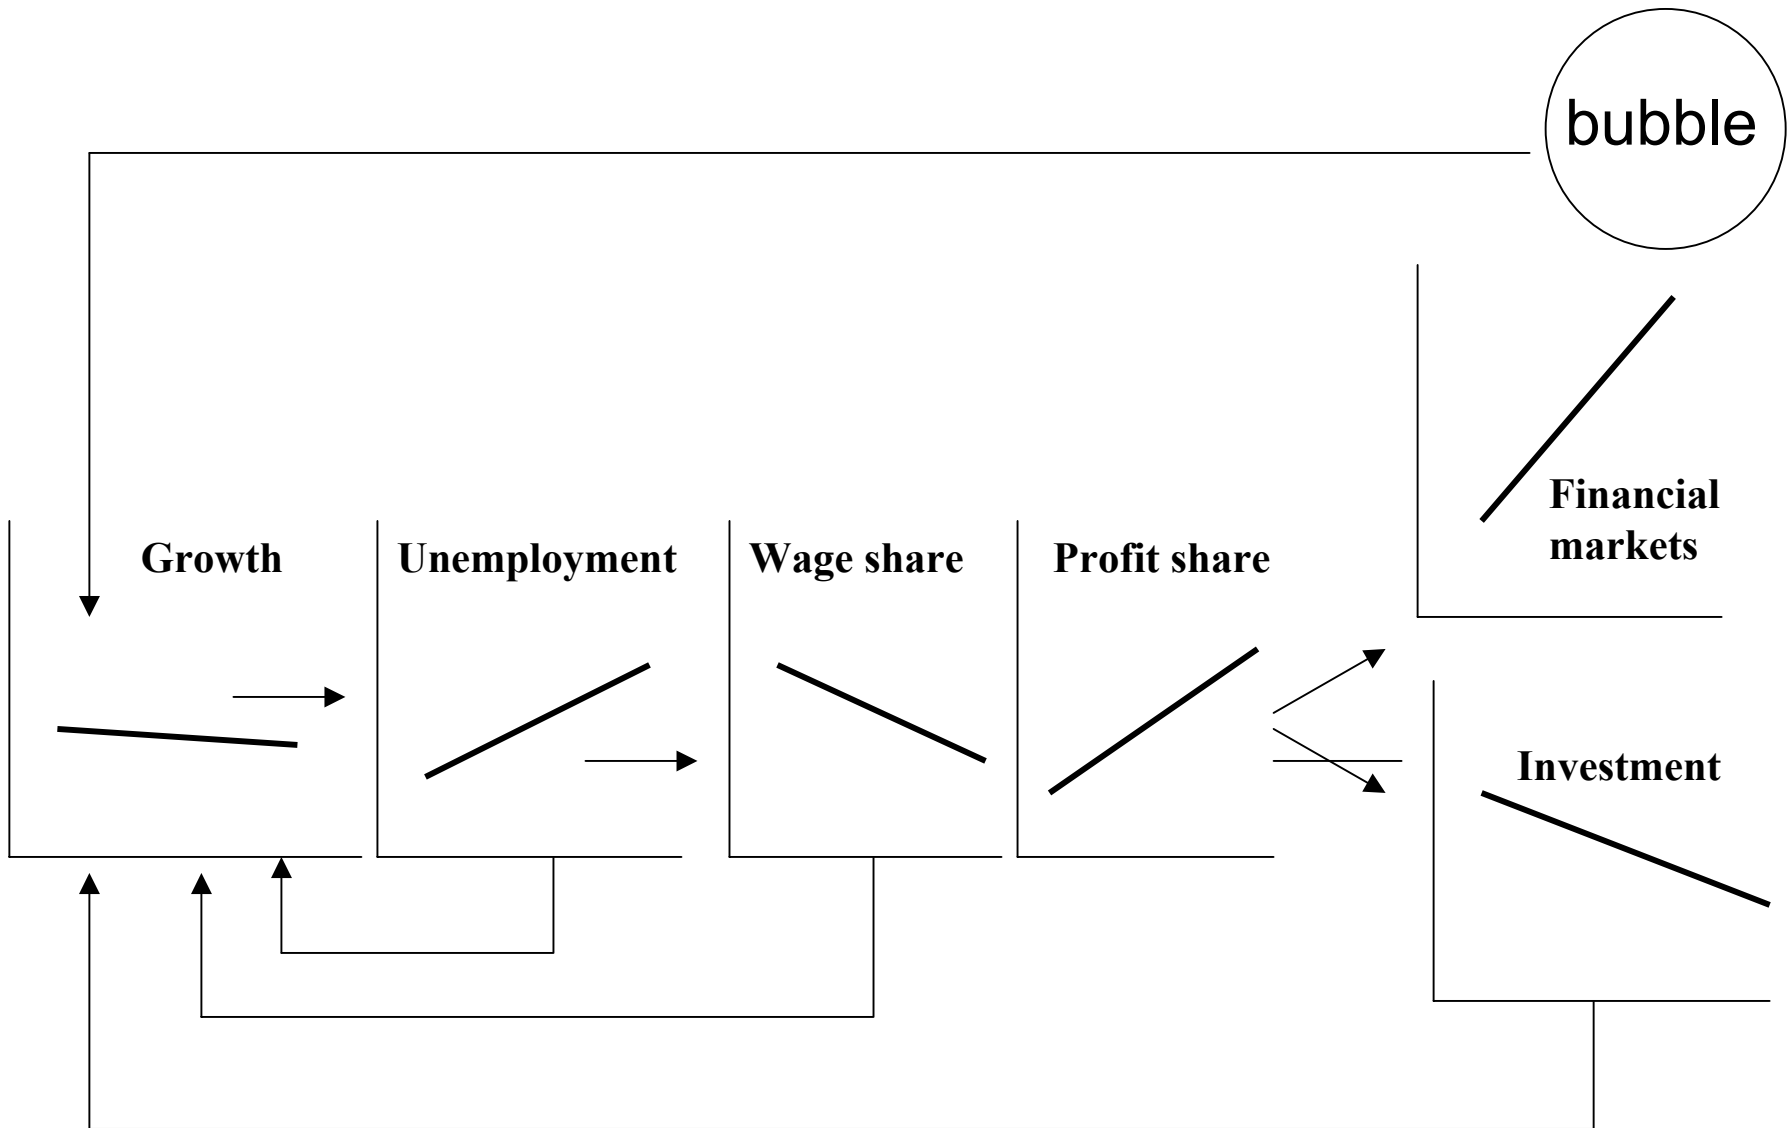 bubble
Financial
markets
Growth
Unemployment
Wage share
Profit share
Investment